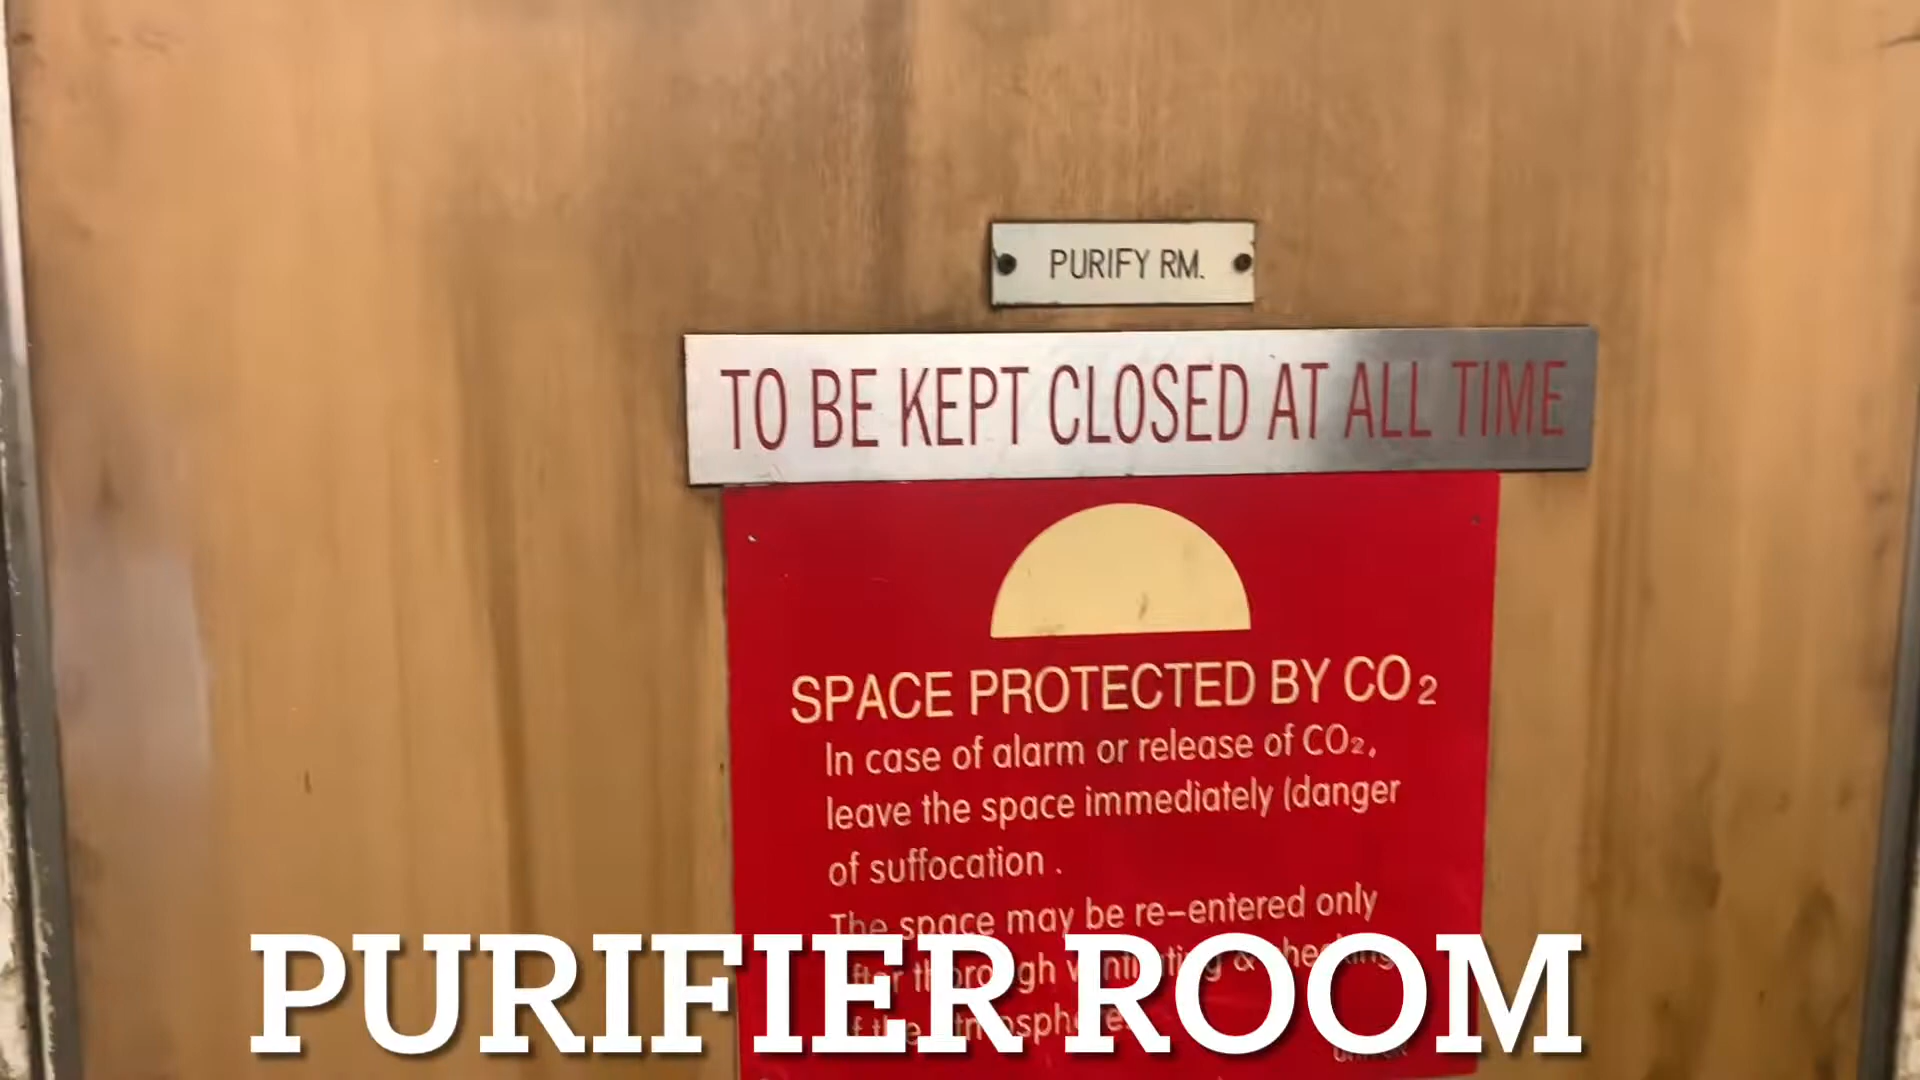 PURIFY RM.
TO BE KEPT CLOSED AT ALL TIME
SPACE PROTECTED BY CO₂
In case of alarm or release of CO₂,
leave the space immediately (danger
of suffocation .
The space may be re-entered only
&
PURIFIER ROOM